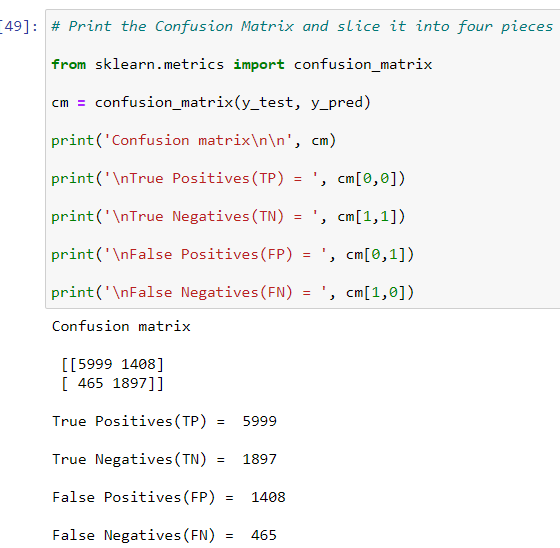 [49]: # Print the Confusion Matrix and slice it into four pieces
from sklearn.metrics import confusion_matrix
cm = confusion_matrix(y_test, y_pred)
print('Confusion matrix\n\n', cm)
print('\nTrue Positives(TP) = ', cm[0,0])
print('\nTrue Negatives(TN) = ', cm[1,1])
print('\nFalse Positives(FP) = ', cm[0,1])
print('\nFalse Negatives(FN) = ', cm[1,0])
Confusion matrix
[[5999 1408]
[ 465 1897]]
True Positives(TP) =  5999
True Negatives(TN) =  1897
False Positives(FP) =  1408
False Negatives(FN) =  465